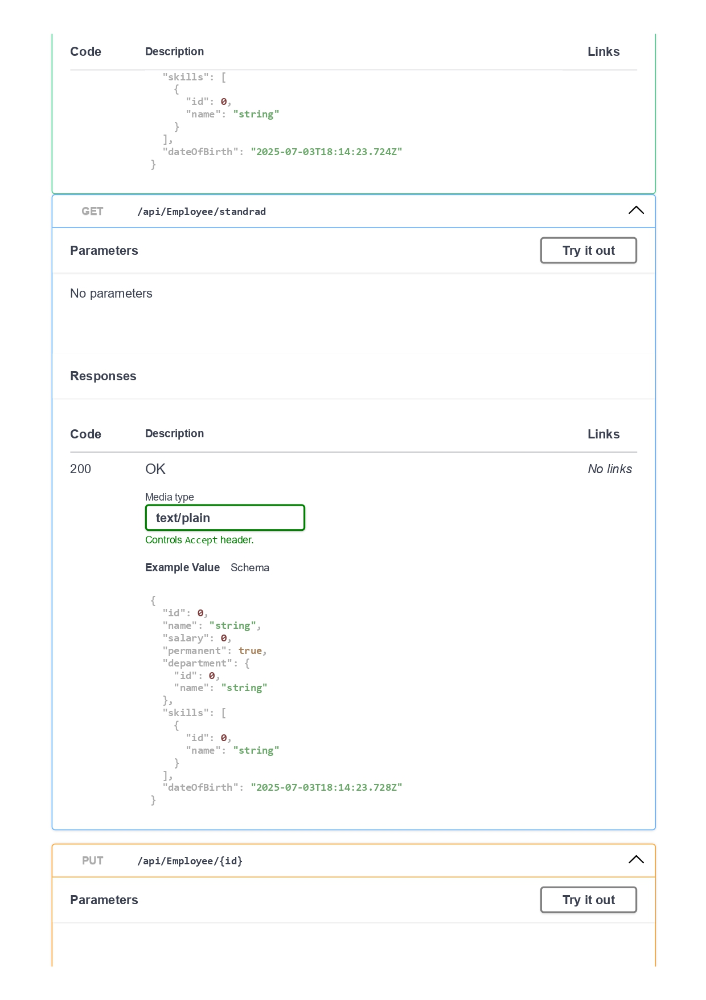 Code Description Links
"skills": [
{
"id": 0,
"name": "string"
}
],
"dateOfBirth": "2025-07-03T18:14:23.724Z"
}
GET /api/Employee/standrad
Parameters Try it out
No parameters
Responses
Code Description Links
200 OK No links
Media type
text/plain
Controls Accept header.
Example Value Schema
{
"id": 0,
"name": "string",
"salary": 0,
"permanent": true,
"department": {
"id": 0,
"name": "string"
},
"skills": [
{
"id": 0,
"name": "string"
}
],
"dateOfBirth": "2025-07-03T18:14:23.728Z"
}
PUT /api/Employee/{id}
Parameters Try it out